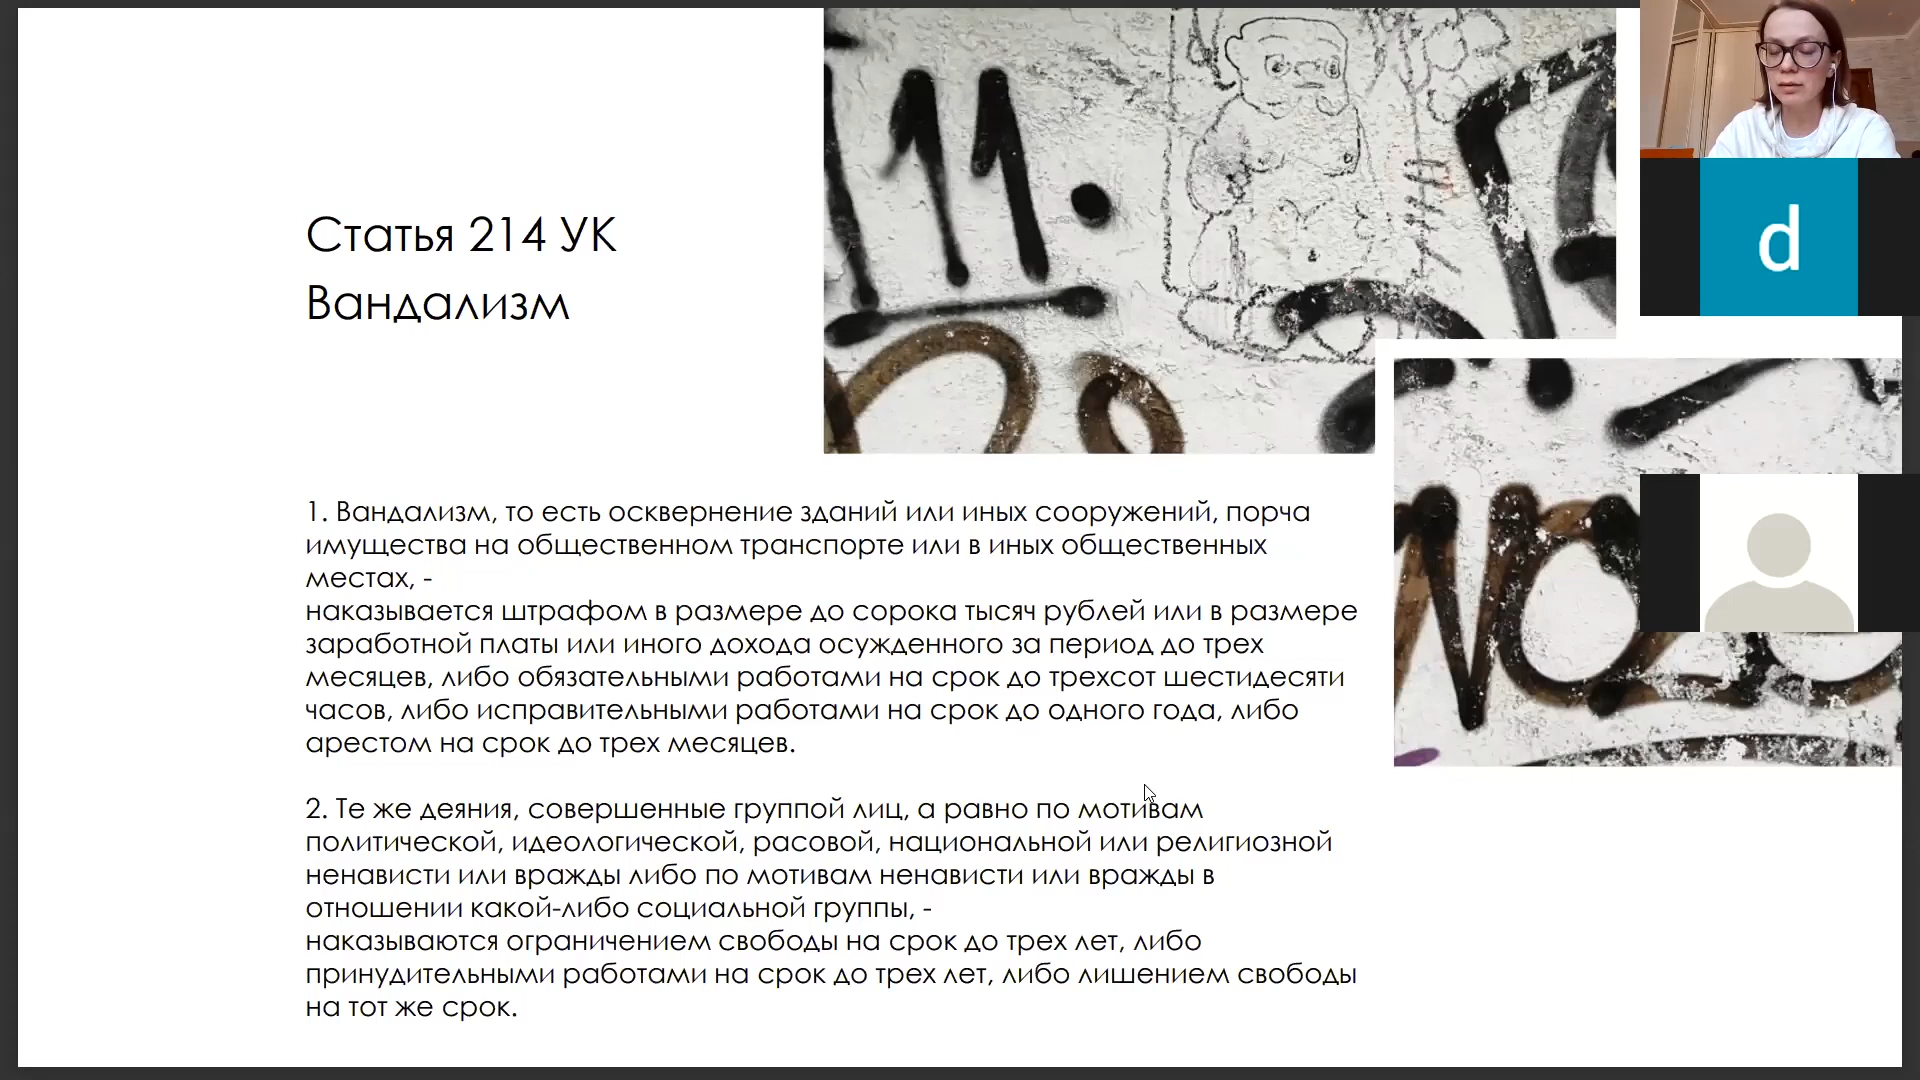 Статья 214 УК
Вандализм
11.
d
1. Вандализм, то есть осквернение зданий или иных сооружений, порча
имущества на общественном транспорте или в иных общественных
местах, -
наказывается штрафом в размере до сорока тысяч рублей или в размере
заработной платы или иного дохода осужденного за период до трех
месяцев, либо обязательными работами на срок до трехсот шестидесяти
часов, либо исправительными работами на срок до одного года, либо
арестом на срок до трех месяцев.
2. Те же деяния, совершенные группой лиц, а равно по мотивам
политической, идеологической, расовой, национальной или религиозной
ненависти или вражды либо по мотивам ненависти или вражды в
отношении какой-либо социальной группы, -
наказываются ограничением свободы на срок до трех лет, либо
принудительными работами на срок до трех лет, либо лишением свободы
на тот же срок.